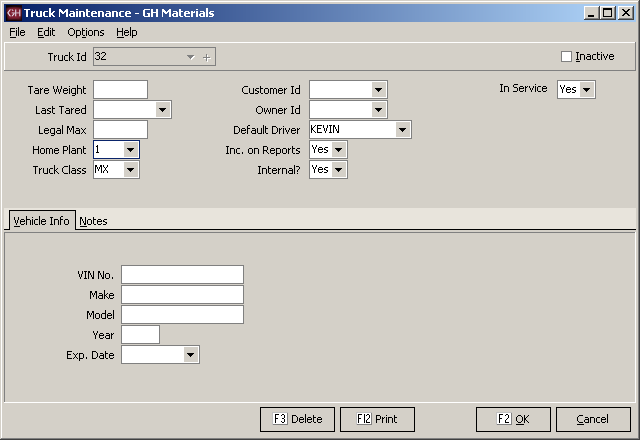 GH Truck Maintenance - GH Materials
File Edit Options Help
Truck Id 32 Inactive
Tare Weight Customer Id In Service Yes
Last Tared Owner Id
Legal Max Default Driver KEVIN
Home Plant 1 Inc. on Reports Yes
Truck Class MX Internal? Yes
Vehicle Info Notes
VIN No.
Make
Model
Year
Exp. Date
F3 Delete F12 Print F2 OK Cancel